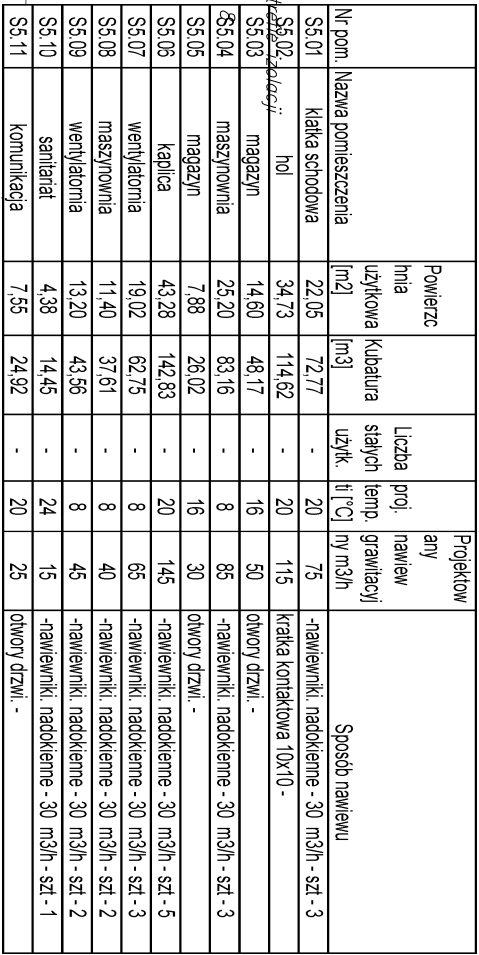 Nr pom. Nazwa pomieszczenia Powierzc hnia użytkowa [m2] Kubatura [m3] Liczba stałych użytk. proj. temp. ti [°C] Projektow any nawiew grawitacyj ny m3/h Sposób nawiewu
S5.01 klatka schodowa 22,05 72,77 - 20 75 -nawiewniki. nadokienne - 30 m3/h - szt - 3
S5.02 hol 34,73 114,62 - 20 115 kratka kontaktowa 10x10 -
S5.03 magazyn 14,60 48,17 - 16 50 otwory drzwi. -
S5.04 maszynownia 25,20 83,16 - 8 85 -nawiewniki. nadokienne - 30 m3/h - szt - 3
S5.05 magazyn 7,88 26,02 - 16 30 otwory drzwi. -
S5.06 kaplica 43,28 142,83 - 20 145 -nawiewniki. nadokienne - 30 m3/h - szt - 5
S5.07 wentylatornia 19,02 62,75 - 8 65 -nawiewniki. nadokienne - 30 m3/h - szt - 3
S5.08 maszynownia 11,40 37,61 - 8 40 -nawiewniki. nadokienne - 30 m3/h - szt - 2
S5.09 wentylatornia 13,20 43,56 - 8 45 -nawiewniki. nadokienne - 30 m3/h - szt - 2
S5.10 sanitariat 4,38 14,45 - 24 15 -nawiewniki. nadokienne - 30 m3/h - szt - 1
S5.11 komunikacja 7,55 24,92 - 20 25 otwory drzwi. -
izolacji